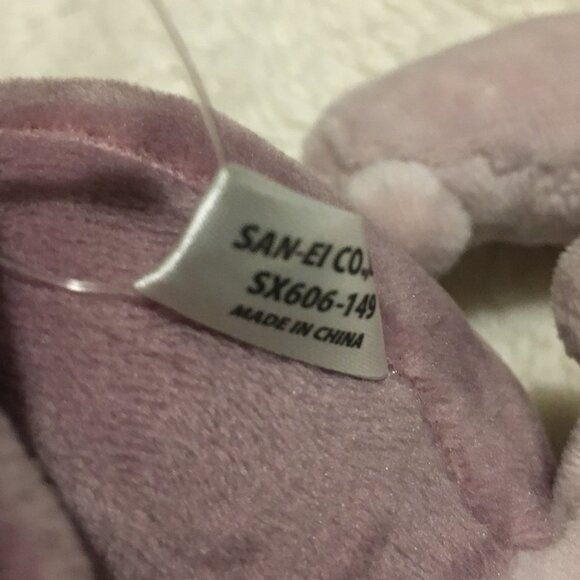 SAN-EI CO.,
SX606-149
MADE IN CHINA